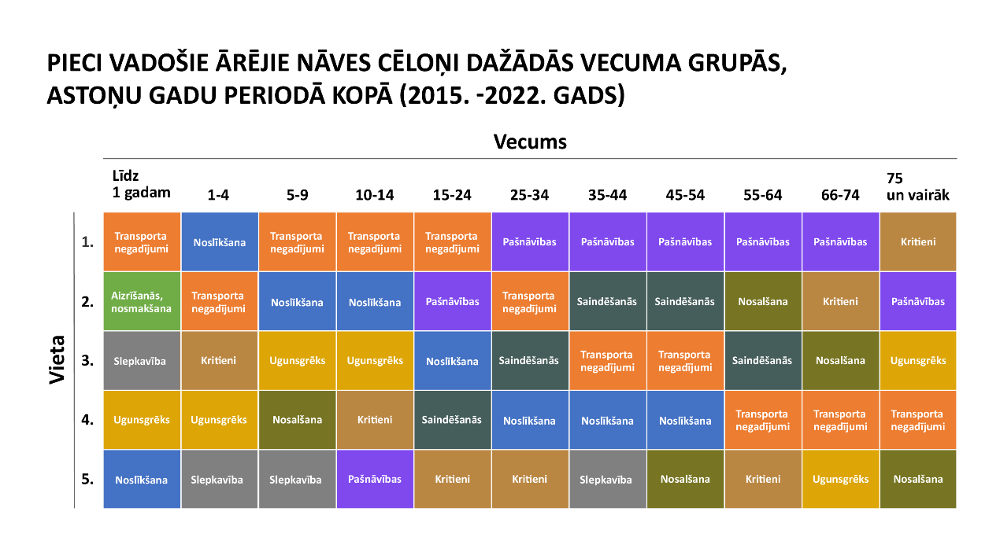 PIECI VADOŠIE ĀRĒJIE NĀVES CĒLOŅI DAŽĀDĀS VECUMA GRUPĀS,
ASTOŅU GADU PERIODĀ KOPĀ (2015. -2022. GADS)
Vecums
Līdz
1 gadam
1-4
5-9
10-14
15-24
25-34
35-44
45-54
55-64
66-74
75
un vairāk
Vieta
1.
Transporta
negadījumi
Noslīkšana
Transporta
negadījumi
Transporta
negadījumi
Transporta
negadījumi
Pašnāvības
Pašnāvības
Pašnāvības
Pašnāvības
Pašnāvības
Kritieni
2.
Aizrīšanās,
nosmakšana
Transporta
negadījumi
Noslīkšana
Noslīkšana
Pašnāvības
Transporta
negadījumi
Saindēšanās
Saindēšanās
Nosalšana
Kritieni
Pašnāvības
3.
Slepkavība
Kritieni
Ugunsgrēks
Ugunsgrēks
Noslīkšana
Saindēšanās
Transporta
negadījumi
Transporta
negadījumi
Saindēšanās
Nosalšana
Ugunsgrēks
4.
Ugunsgrēks
Ugunsgrēks
Nosalšana
Kritieni
Saindēšanās
Noslīkšana
Noslīkšana
Noslīkšana
Transporta
negadījumi
Transporta
negadījumi
Transporta
negadījumi
5.
Noslīkšana
Slepkavība
Slepkavība
Pašnāvības
Kritieni
Kritieni
Slepkavība
Nosalšana
Kritieni
Ugunsgrēks
Nosalšana